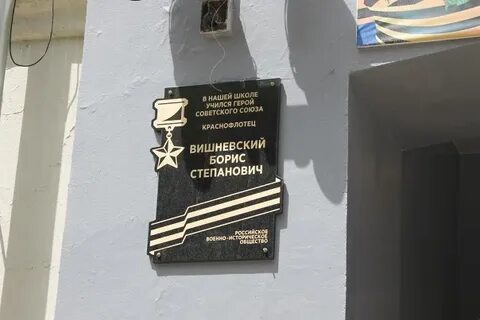 В НАШЕЙ ШКОЛЕ
УЧИЛСЯ ГЕРОЙ
СОВЕТСКОГО СОЮЗА
КРАСНОФЛОТЕЦ
ВИШНЕВСКИЙ
БОРИС
СТЕПАНОВИЧ
РОССИЙСКОЕ
ВОЕННО-ИСТОРИЧЕСКОЕ
ОБЩЕСТВО